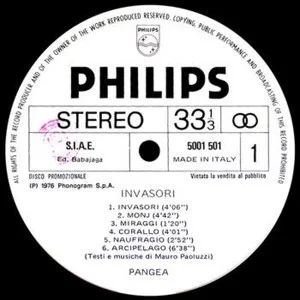 ALL RIGHTS OF THE RECORD PRODUCER AND OF THE OWNER OF THE WORK REPRODUCED RESERVED. COPYING, PUBLIC PERFORMANCE AND BROADCASTING OF THIS RECORD PROHIBITED
PHILIPS
PHILIPS
STEREO
33 1/3
S.I.A.E.
Ed. Babajaga
5001 501
MADE IN ITALY
1
DISCO PROMOZIONALE
(P) 1976 Phonogram S.p.A.
Vietata la vendita al pubblico
INVASORI
1. INVASORI (4'06")
2. MONJ (4'42")
3. MIRAGGI (1'20")
4. CORALLO (4'01")
5. NAUFRAGIO (2'52")
6. ARCIPELAGO (6'38")
(Testi e musiche di Mauro Paoluzzi)
PANGEA